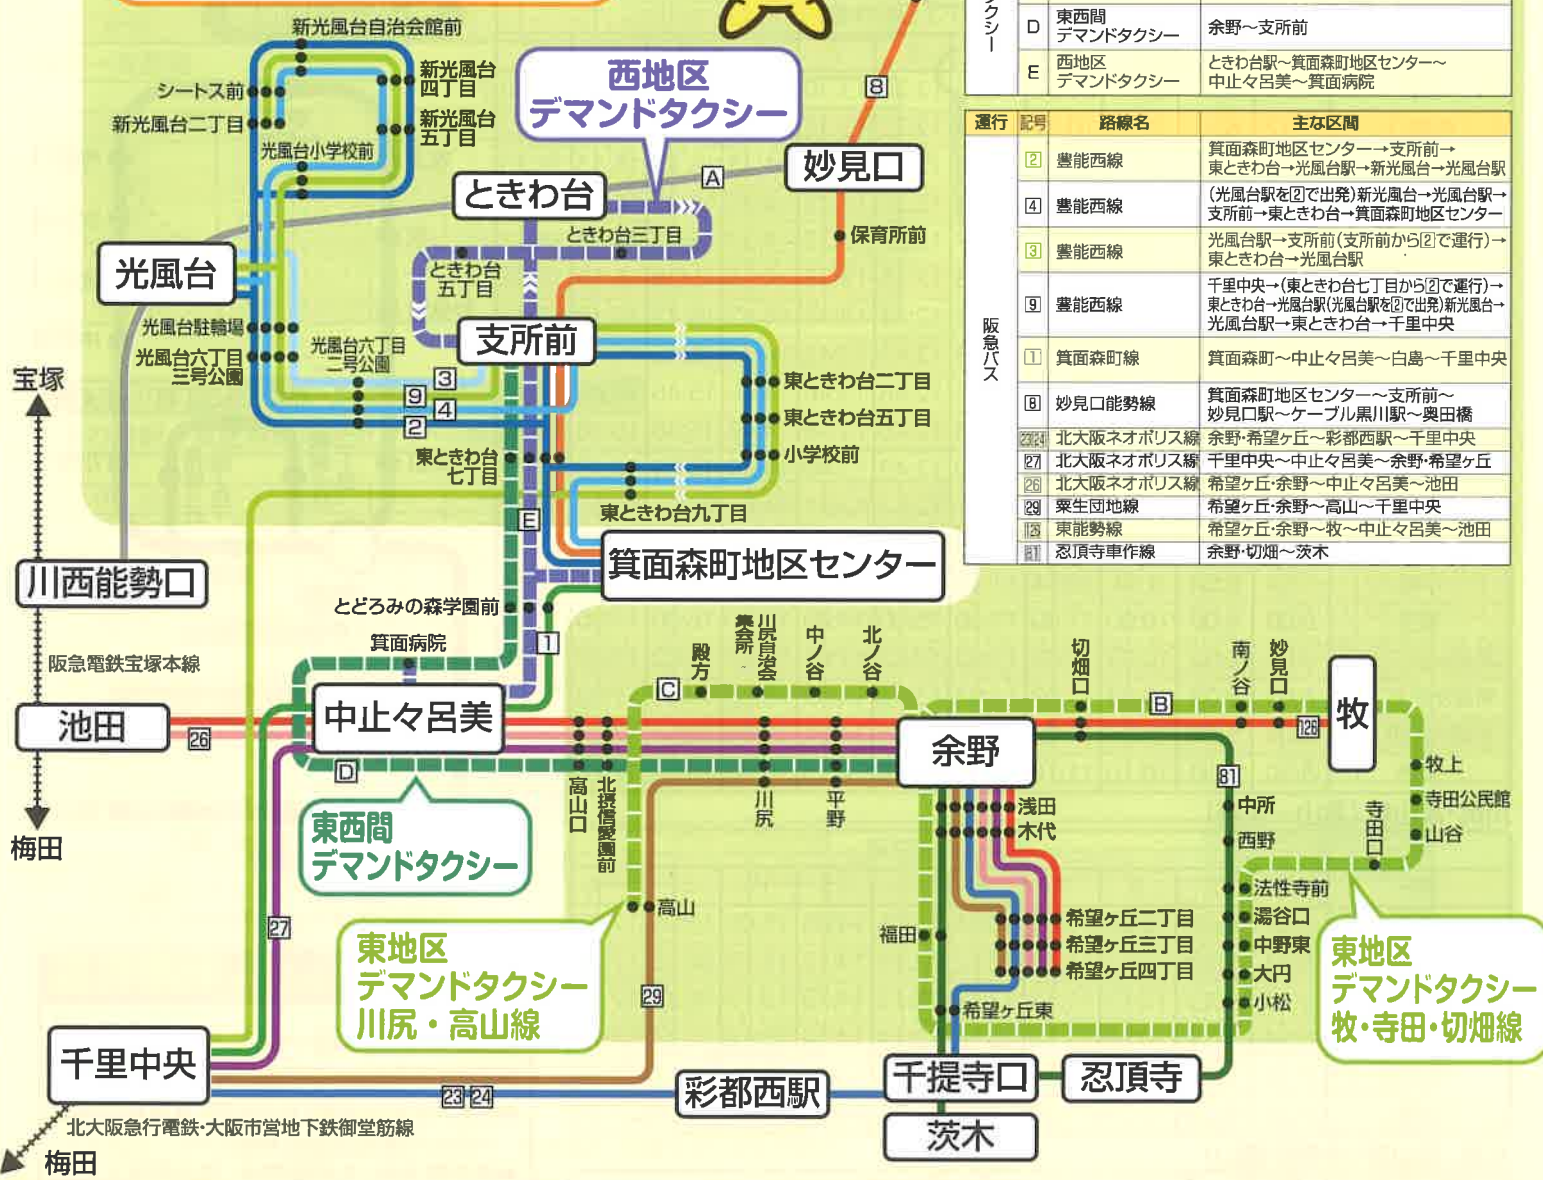 新光風台自治会館前
シートス前
新光風台二丁目
新光風台
四丁目
新光風台
五丁目
光風台小学校前
西地区
デマンドタクシー
8
A
妙見口
ときわ台
保育所前
ときわ台三丁目
ときわ台
五丁目
光風台
支所前
光風台駐輪場
光風台六丁目
三号公園
光風台六丁目
二号公園
3
9
4
2
東ときわ台二丁目
東ときわ台五丁目
小学校前
東ときわ台
七丁目
東ときわ台九丁目
E
箕面森町地区センター
とどろみの森学園前
1
箕面病院
宝塚
川西能勢口
阪急電鉄宝塚本線
池田
26
中止々呂美
D
梅田
東西間
デマンドタクシー
27
東地区
デマンドタクシー
川尻・高山線
千里中央
北大阪急行電鉄・大阪市営地下鉄御堂筋線
梅田
23 24
29
高山
C
殿方
川尻自治会
集会所
中ノ谷
北ノ谷
高山口
北摂信愛園前
川尻
平野
余野
切畑口
B
南ノ谷
妙見口
126
牧
牧上
寺田公民館
山谷
寺田口
81
中所
西野
法性寺前
湯谷口
中野東
大円
小松
浅田
木代
希望ヶ丘二丁目
希望ヶ丘三丁目
希望ヶ丘四丁目
福田
希望ヶ丘東
東地区
デマンドタクシー
牧・寺田・切畑線
彩都西駅
千提寺口
忍頂寺
茨木
クシー
D 東西間
デマンドタクシー 余野～支所前
E 西地区
デマンドタクシー ときわ台駅～箕面森町地区センター～
中止々呂美～箕面病院
運行 記号 路線名 主な区間
阪急バス
2 豊能西線 箕面森町地区センター→支所前→
東ときわ台→光風台駅→新光風台→光風台駅
4 豊能西線 (光風台駅を2で出発)新光風台→光風台駅→
支所前→東ときわ台→箕面森町地区センター
3 豊能西線 光風台駅→支所前(支所前から2で運行)→
東ときわ台→光風台駅
9 豊能西線 千里中央→(東ときわ台七丁目から2で運行)→
東ときわ台→光風台駅(光風台駅を2で出発)新光風台→
光風台駅→東ときわ台→千里中央
1 箕面森町線 箕面森町～中止々呂美～白島～千里中央
8 妙見口能勢線 箕面森町地区センター～支所前～
妙見口駅～ケーブル黒川駅～奥田橋
23 24 北大阪ネオポリス線 余野・希望ヶ丘～彩都西駅～千里中央
27 北大阪ネオポリス線 千里中央～中止々呂美～余野・希望ヶ丘
26 北大阪ネオポリス線 希望ヶ丘・余野～中止々呂美～池田
29 粟生団地線 希望ヶ丘・余野～高山～千里中央
126 東能勢線 希望ヶ丘・余野～牧～中止々呂美～池田
81 忍頂寺車作線 余野・切畑～茨木